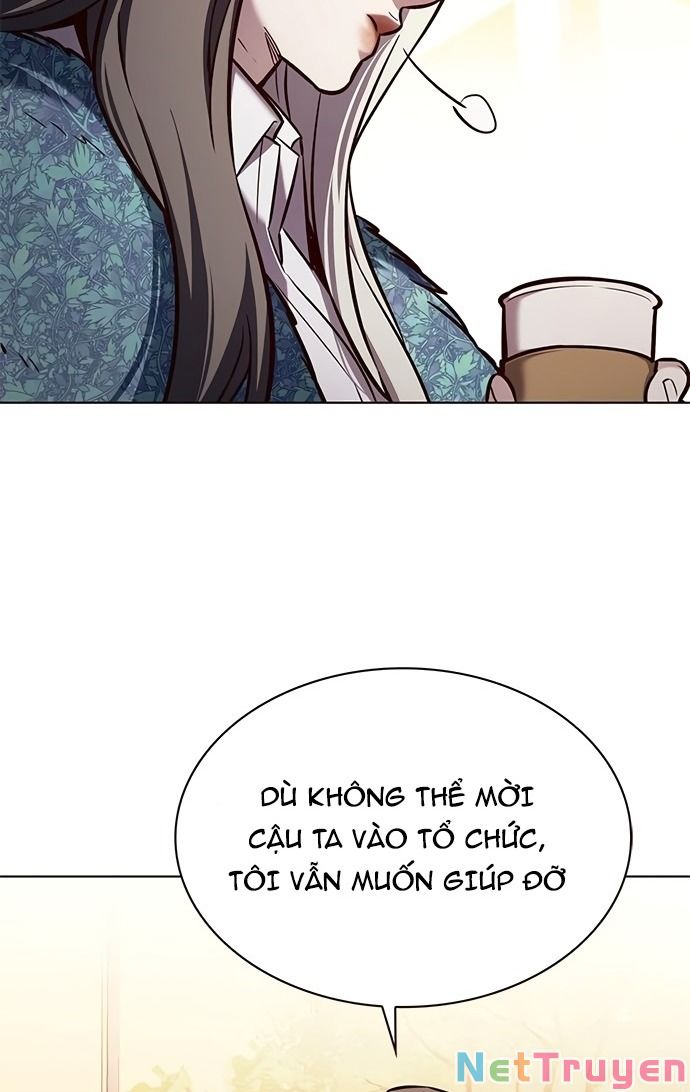 DÙ KHÔNG THỂ MỜI
CẬU TA VÀO TỔ CHỨC,
TÔI VẪN MUỐN GIÚP ĐỠ
NetTruyen